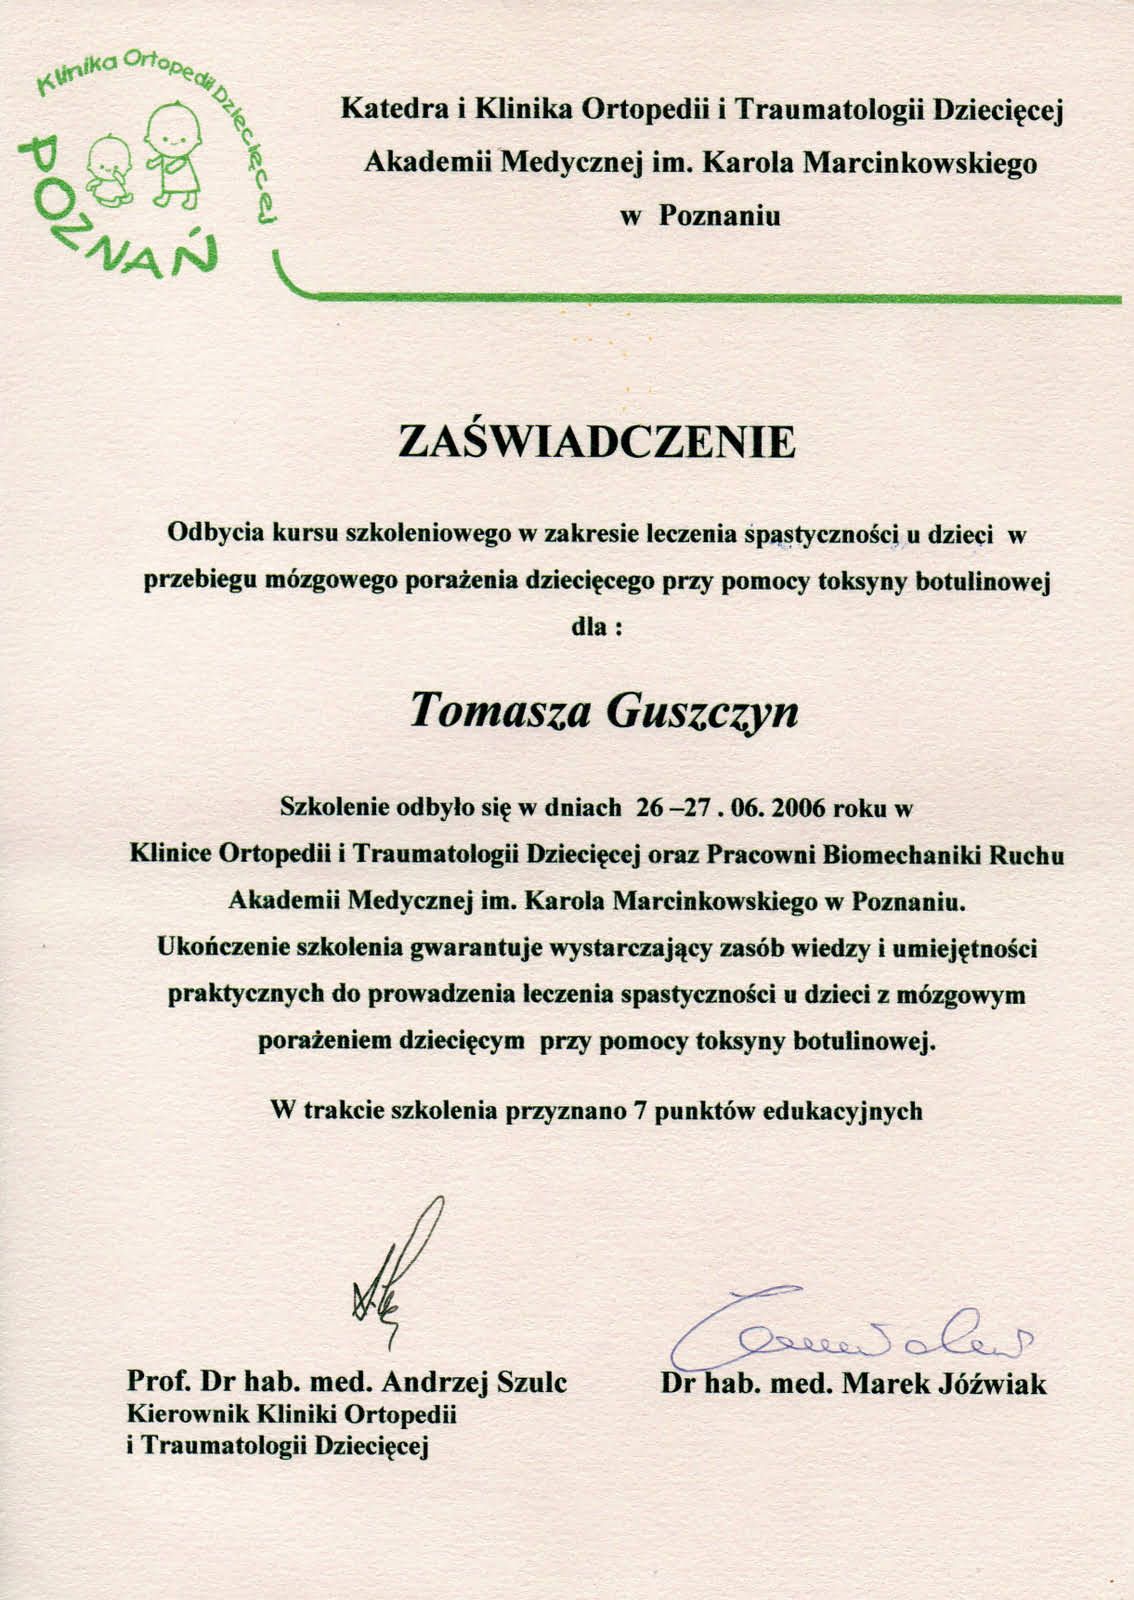 Klinika Ortopedii Dziecięcej
POZNAŃ
Katedra i Klinika Ortopedii i Traumatologii Dziecięcej
Akademii Medycznej im. Karola Marcinkowskiego
w Poznaniu
ZAŚWIADCZENIE
Odbycia kursu szkoleniowego w zakresie leczenia spastyczności u dzieci w
przebiegu mózgowego porażenia dziecięcego przy pomocy toksyny botulinowej
dla :
Tomasza Guszczyn
Szkolenie odbyło się w dniach 26 –27 . 06. 2006 roku w
Klinice Ortopedii i Traumatologii Dziecięcej oraz Pracowni Biomechaniki Ruchu
Akademii Medycznej im. Karola Marcinkowskiego w Poznaniu.
Ukończenie szkolenia gwarantuje wystarczający zasób wiedzy i umiejętności
praktycznych do prowadzenia leczenia spastyczności u dzieci z mózgowym
porażeniem dziecięcym przy pomocy toksyny botulinowej.
W trakcie szkolenia przyznano 7 punktów edukacyjnych
Prof. Dr hab. med. Andrzej Szulc
Kierownik Kliniki Ortopedii
i Traumatologii Dziecięcej
Dr hab. med. Marek Jóźwiak